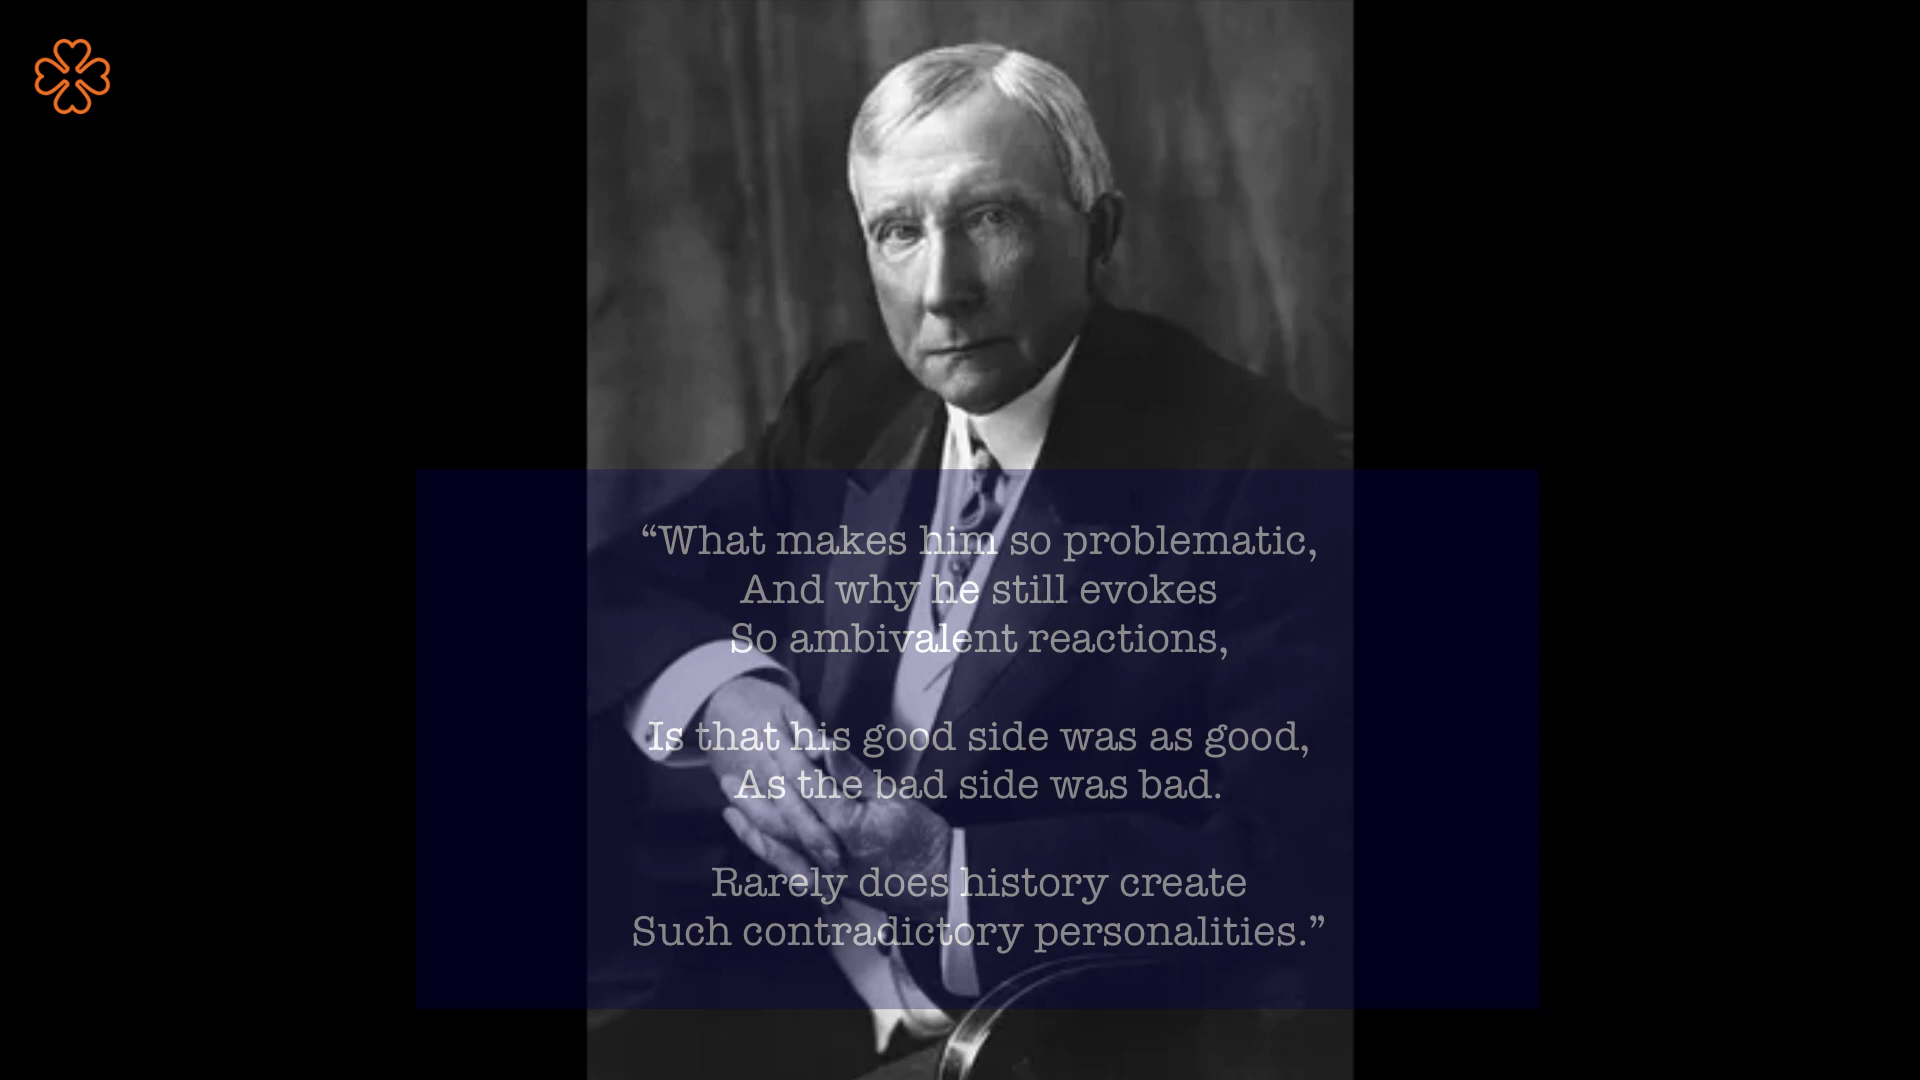 “What makes him so problematic,
And why he still evokes
So ambivalent reactions,
Is that his good side was as good,
As the bad side was bad.
Rarely does history create
Such contradictory personalities.”